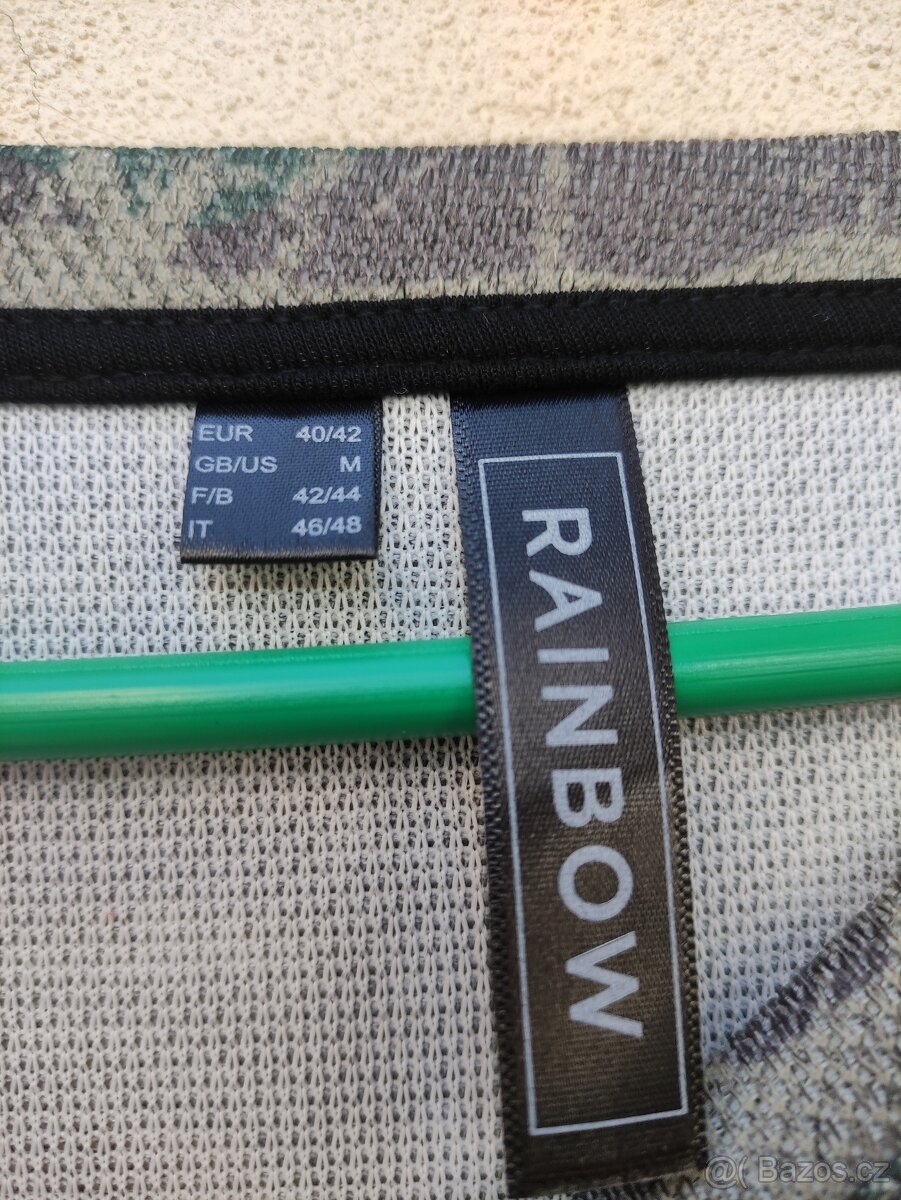 EUR 40/42
GB/US M
F/B 42/44
IT 46/48
RAINBOW
@( Bazos.cz